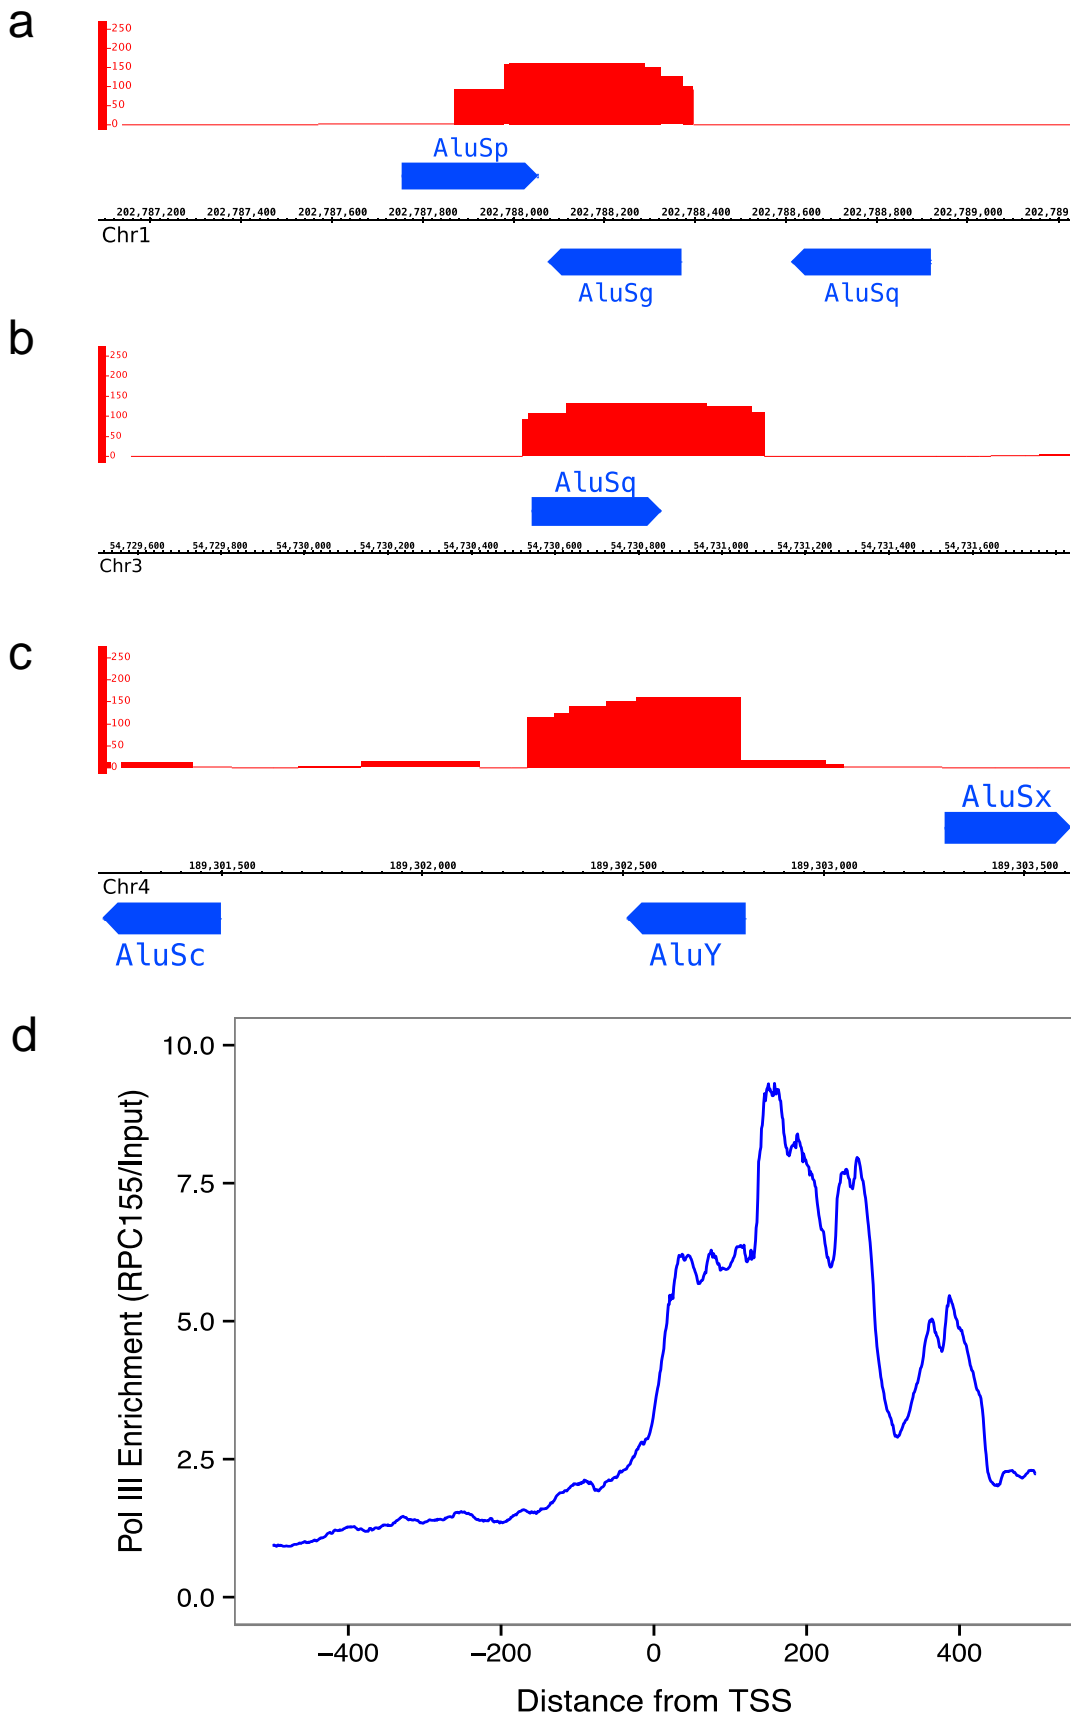 a
250
200
150
100
50
0
AluSp
202,787,200 202,787,400 202,787,600 202,787,800 202,788,000 202,788,200 202,788,400 202,788,600 202,788,800 202,789,000 202,789
Chr1
AluSg AluSq
b
250
200
150
100
50
0
AluSq
54,729,600 54,729,800 54,730,000 54,730,200 54,730,400 54,730,600 54,730,800 54,731,000 54,731,200 54,731,400 54,731,600
Chr3
c
250
200
150
100
50
0
AluSx
189,301,500 189,302,000 189,302,500 189,303,000 189,303,500
Chr4
AluSc AluY
d
Pol III Enrichment (RPC155/Input)
10.0
7.5
5.0
2.5
0.0
−400 −200 0 200 400
Distance from TSS